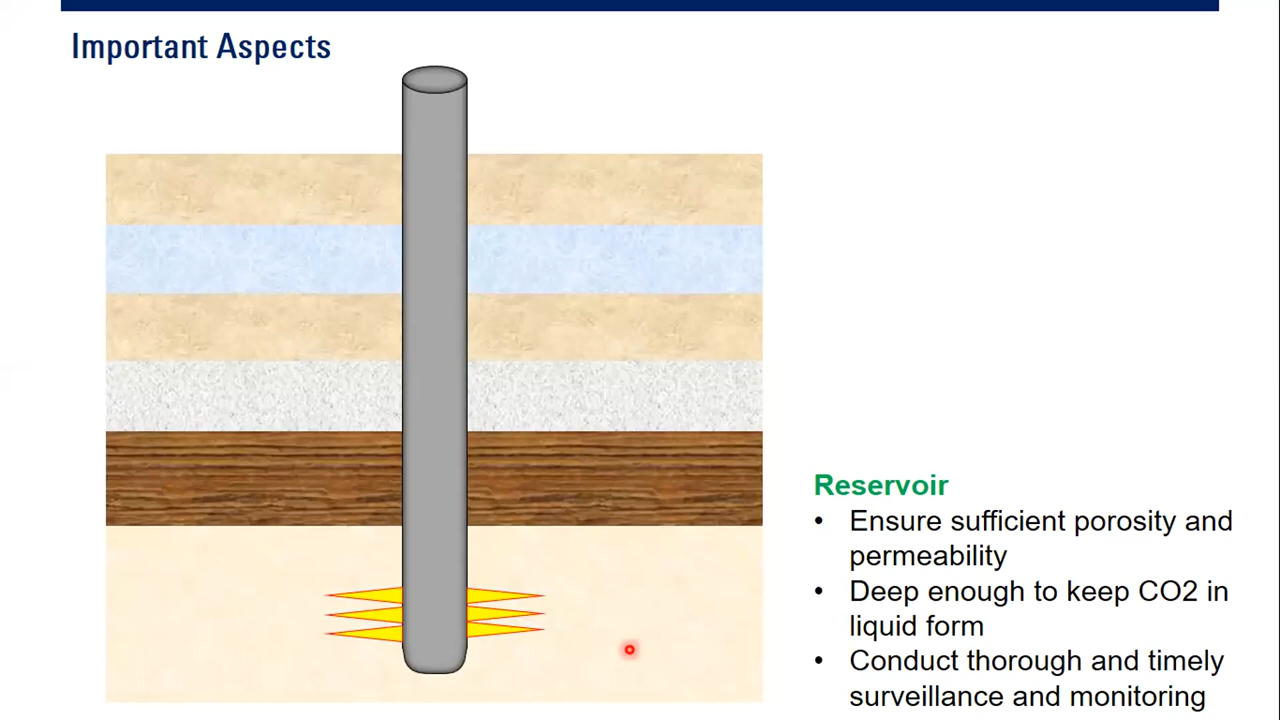 Important Aspects
Reservoir
• Ensure sufficient porosity and
permeability
• Deep enough to keep CO2 in
liquid form
• Conduct thorough and timely
surveillance and monitoring